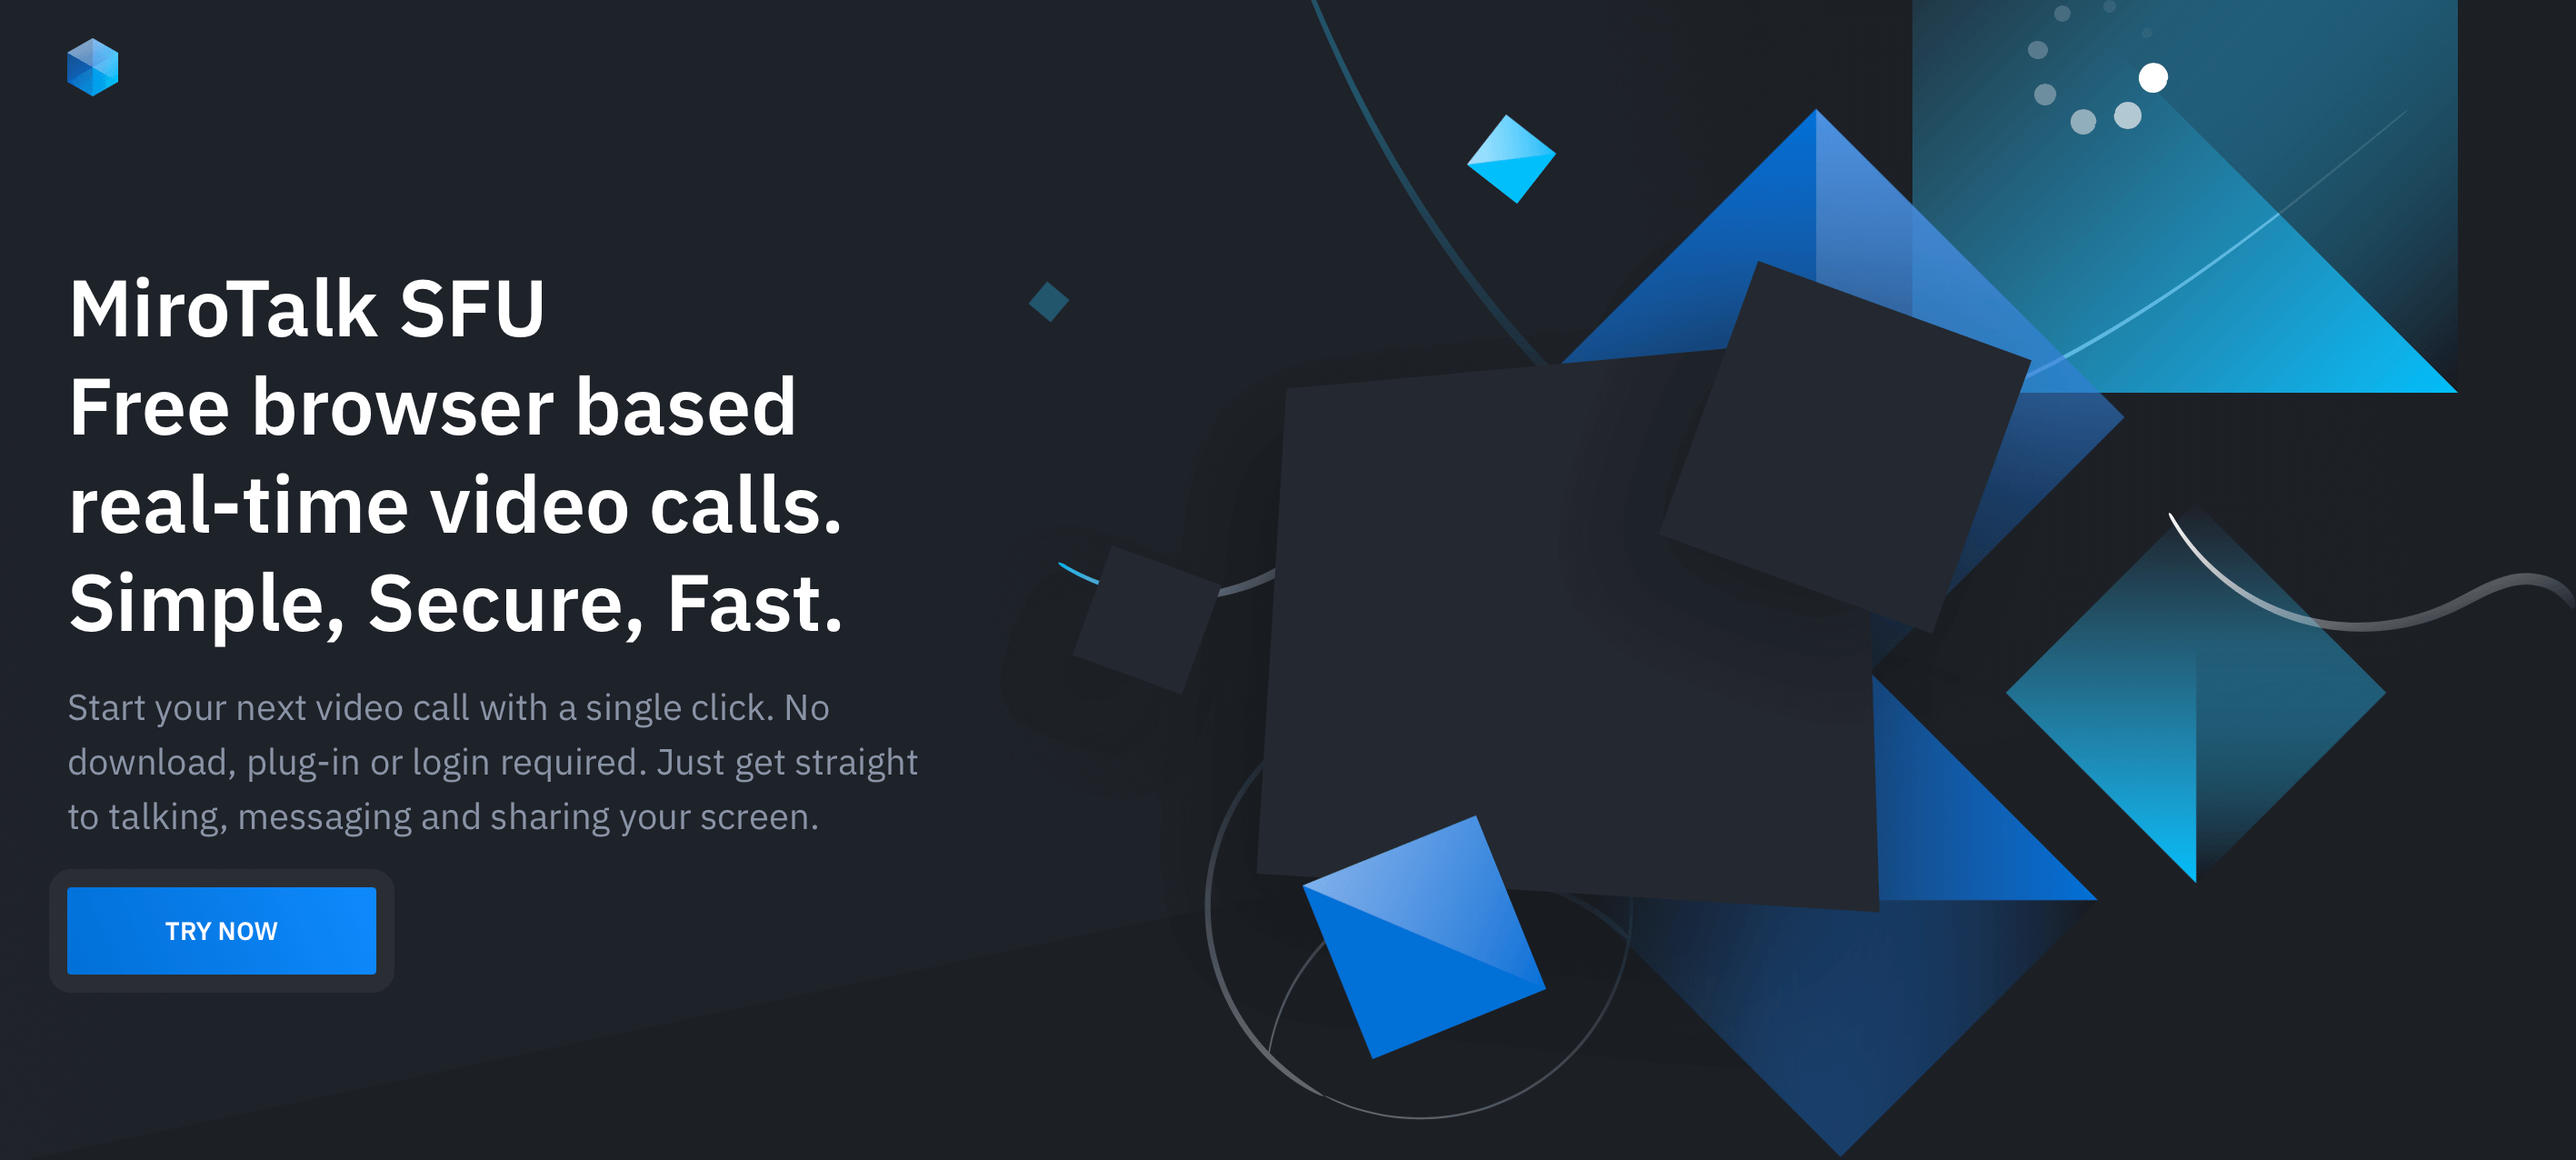 MiroTalk SFU
Free browser based
real-time video calls.
Simple, Secure, Fast.
Start your next video call with a single click. No
download, plug-in or login required. Just get straight
to talking, messaging and sharing your screen.
TRY NOW